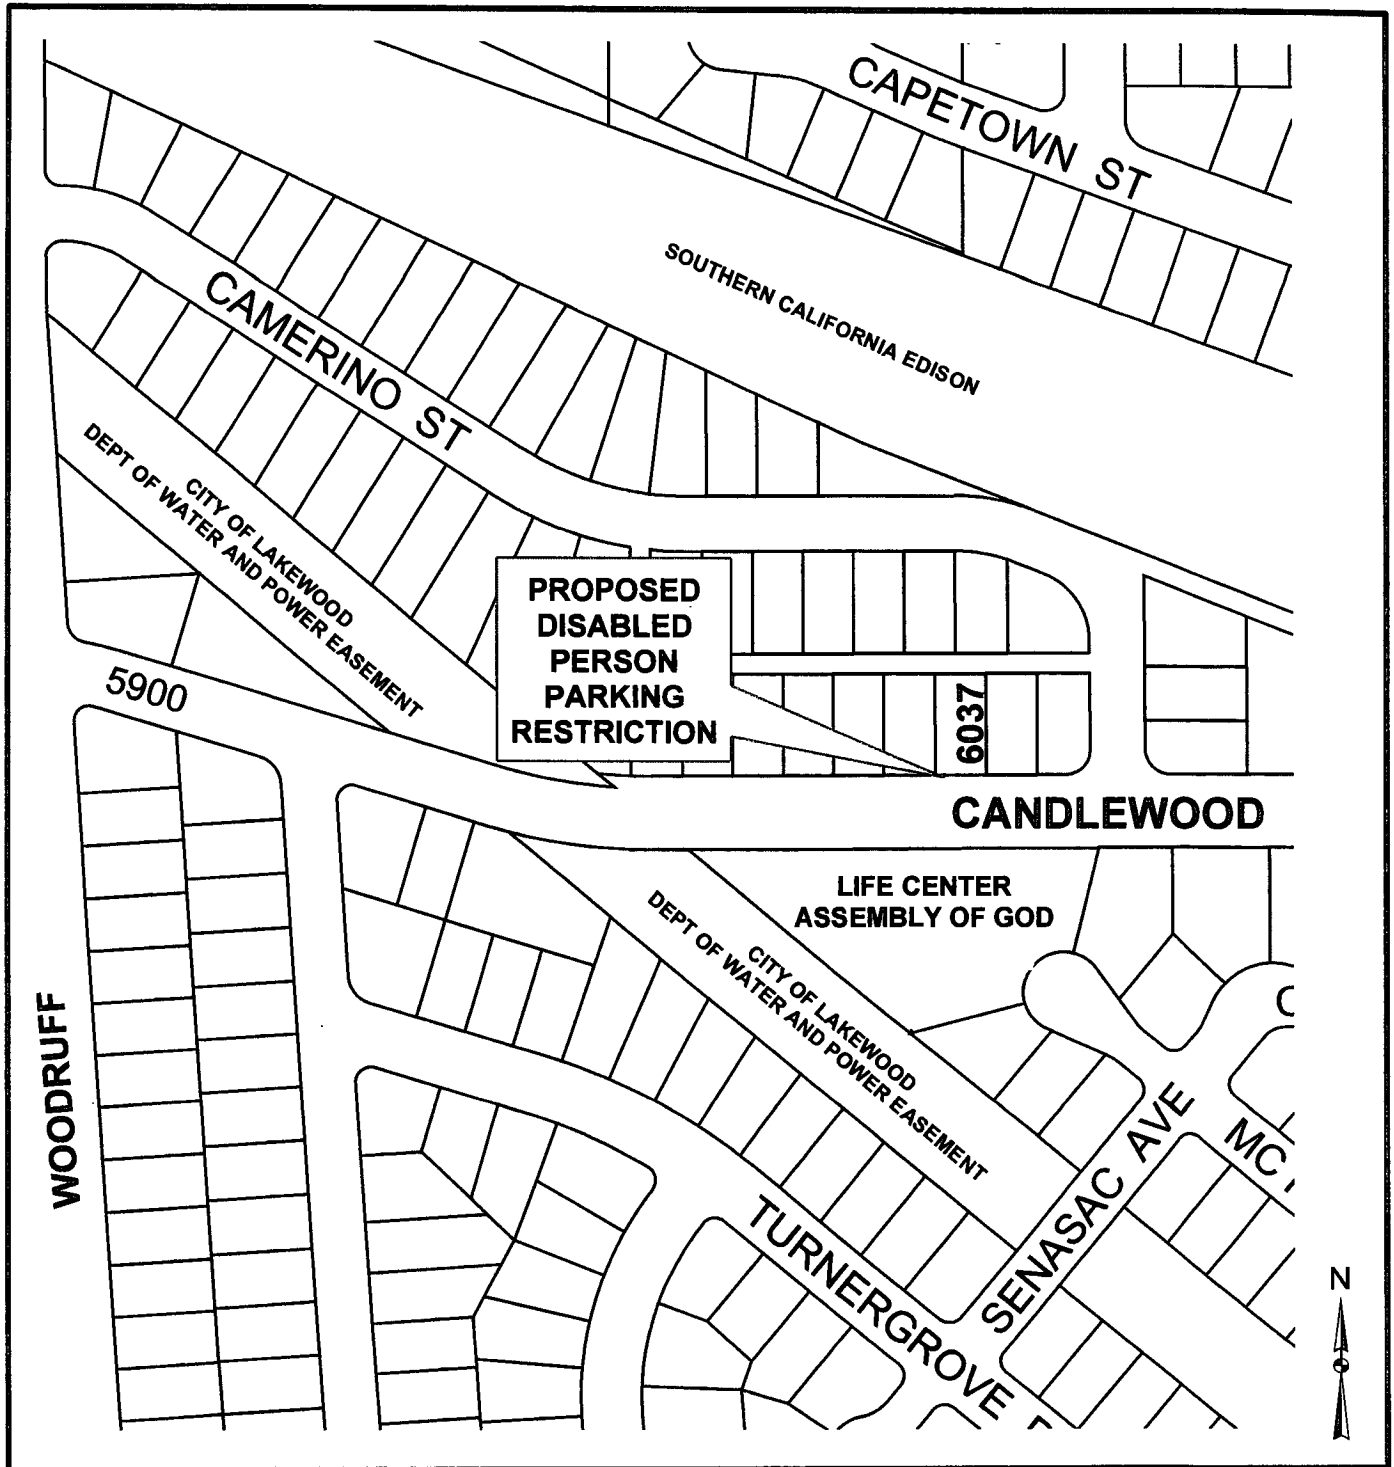 CAPETOWN ST
SOUTHERN CALIFORNIA EDISON
CAMERINO ST
CITY OF LAKEWOOD
DEPT OF WATER AND POWER EASEMENT
PROPOSED
DISABLED
PERSON
PARKING
RESTRICTION
5900
6037
CANDLEWOOD
LIFE CENTER
ASSEMBLY OF GOD
CITY OF LAKEWOOD
DEPT OF WATER AND POWER EASEMENT
WOODRUFF
SENASAC AVE
MC
TURNERGROVE
N